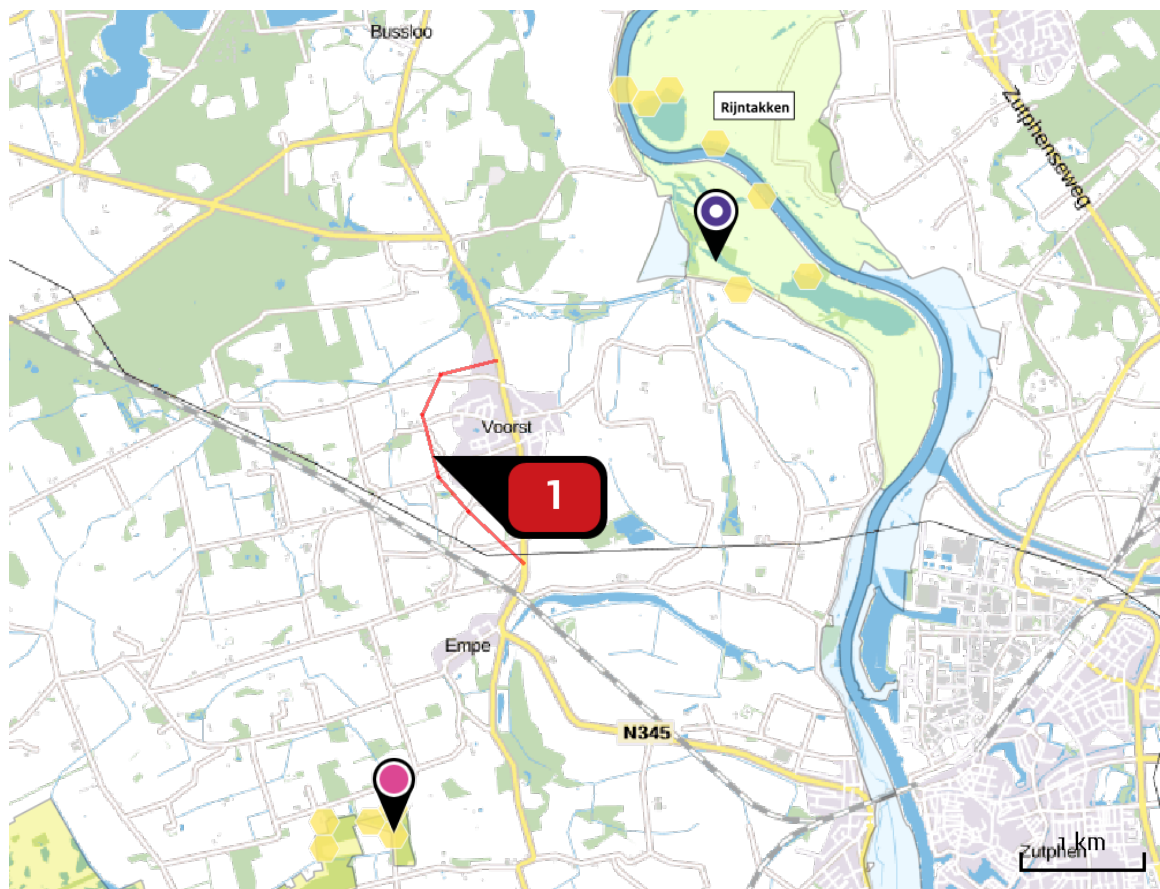 Bussloo
Rijntakken
Zutphenseweg
Voorst
1
Empe
N345
1 km
Zutphen